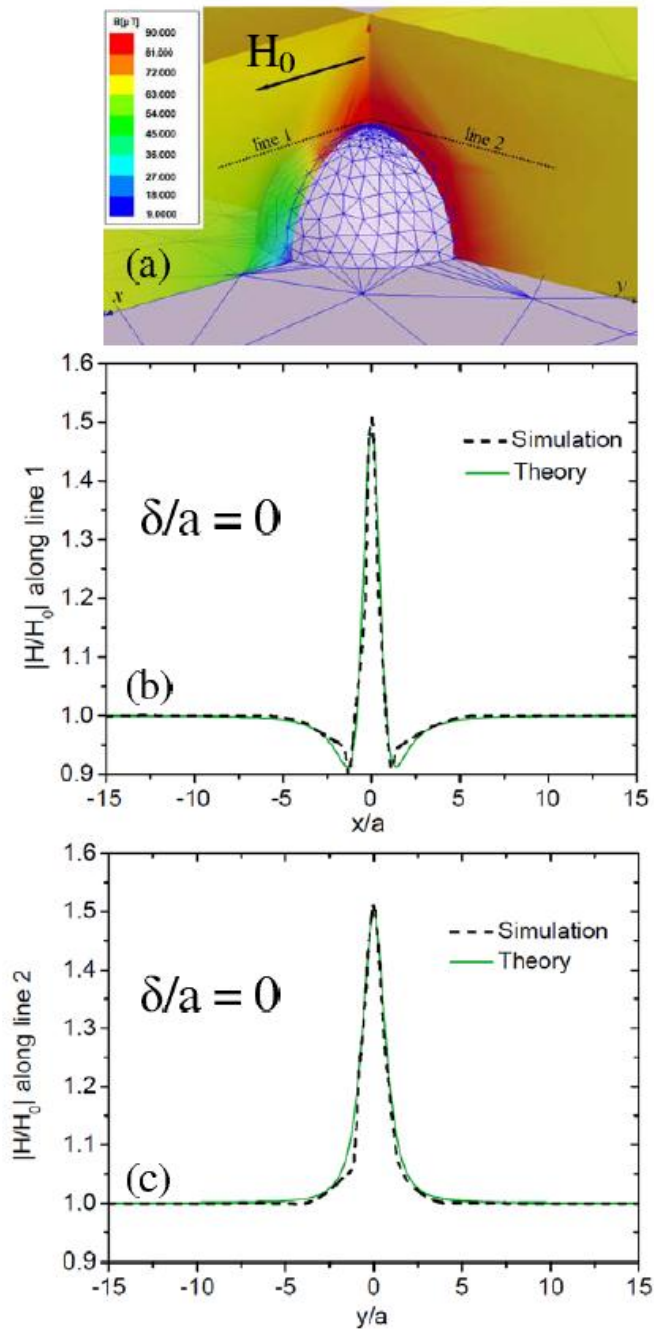 B[μT]
90.000
81.000
72.000
63.000
54.000
45.000
36.000
27.000
18.000
9.0000
H0
line 1
line 2
(a)
x
y
1.6
1.5
1.4
1.3
1.2
1.1
1.0
0.9
|H/H0| along line 1
Simulation
Theory
δ/a = 0
(b)
-15
-10
-5
0
5
10
15
x/a
1.6
1.5
1.4
1.3
1.2
1.1
1.0
0.9
|H/H0| along line 2
Simulation
Theory
δ/a = 0
(c)
-15
-10
-5
0
5
10
15
y/a